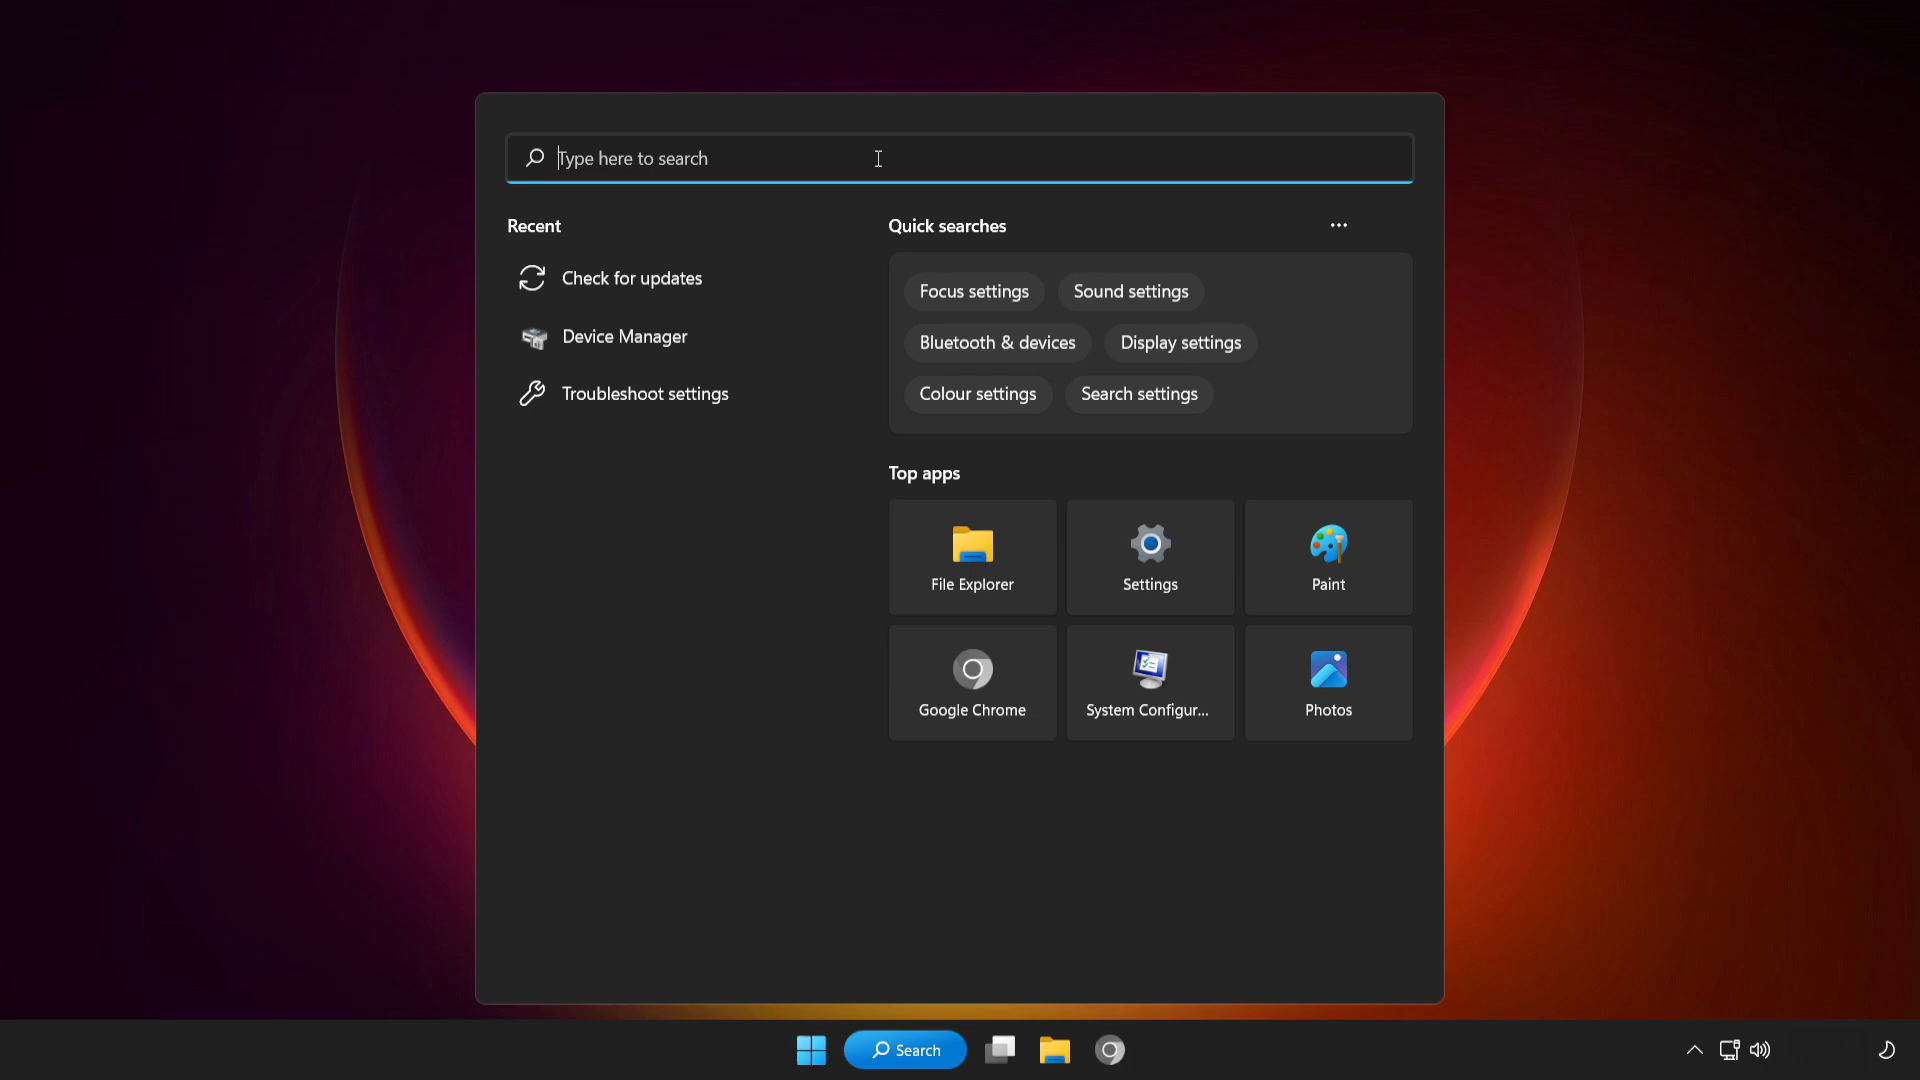 Type here to search
Recent
Check for updates
Device Manager
Troubleshoot settings
Quick searches
Focus settings
Sound settings
Bluetooth & devices
Display settings
Colour settings
Search settings
Top apps
File Explorer
Settings
Paint
Google Chrome
System Configur...
Photos
Search